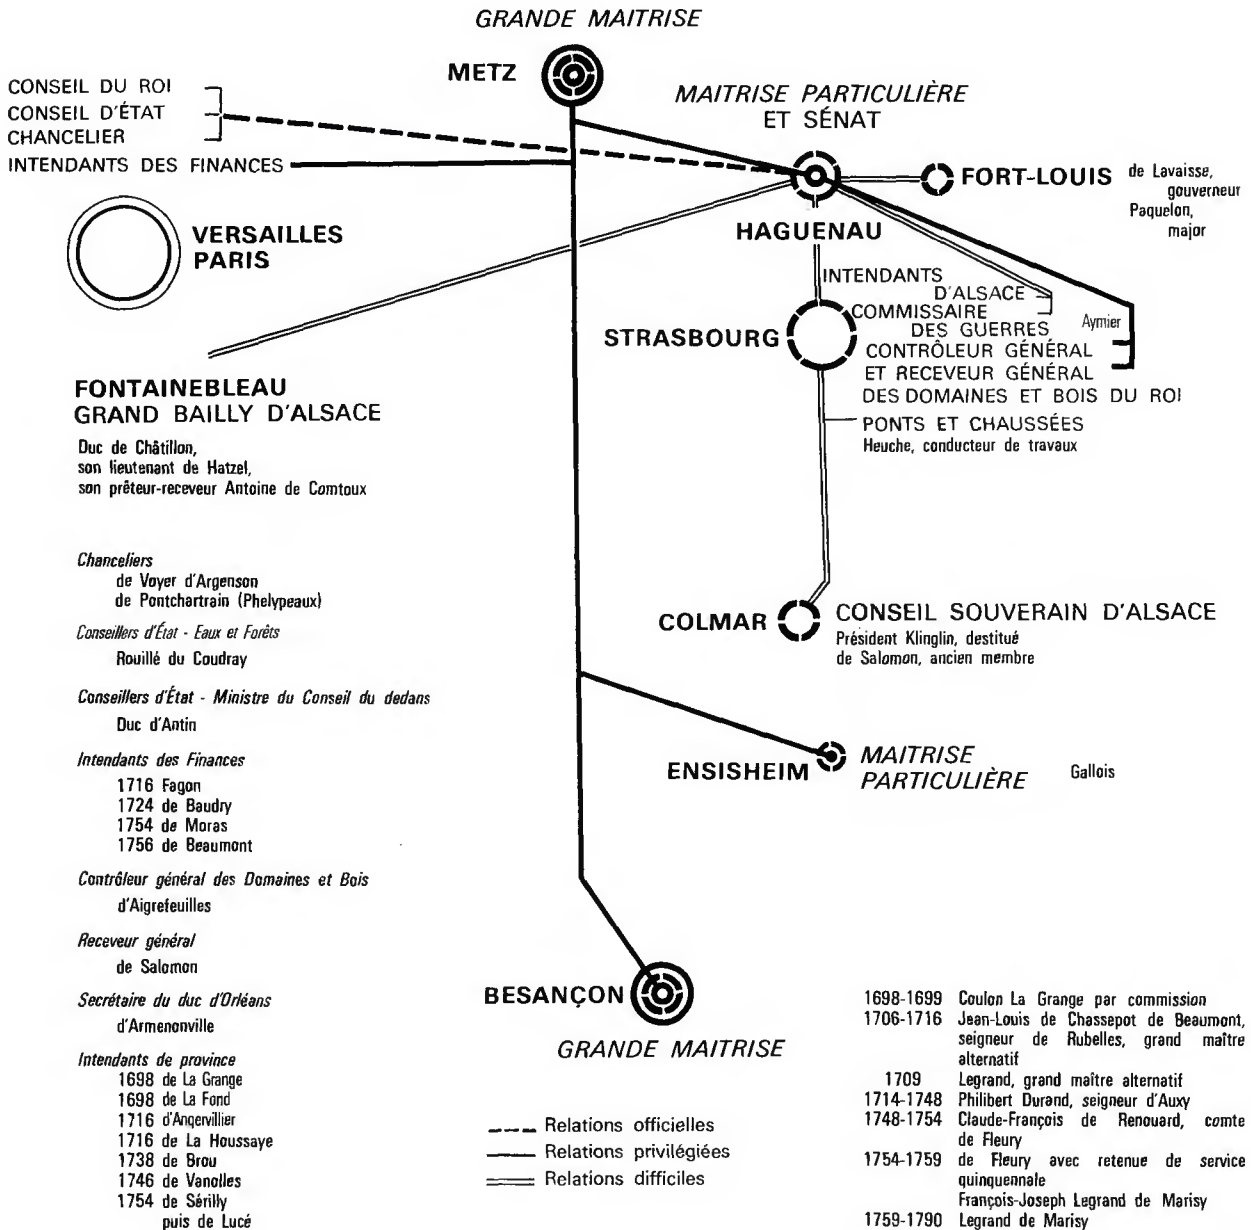 GRANDE MAITRISE
METZ
CONSEIL DU ROI
CONSEIL D'ÉTAT
CHANCELIER
INTENDANTS DES FINANCES
MAITRISE PARTICULIÈRE
ET SÉNAT
FORT-LOUIS
de Lavaisse,
gouverneur
Paquelon,
major
HAGUENAU
VERSAILLES
PARIS
INTENDANTS
D'ALSACE
COMMISSAIRE
DES GUERRES
Aymier
STRASBOURG
CONTRÔLEUR GÉNÉRAL
ET RECEVEUR GÉNÉRAL
DES DOMAINES ET BOIS DU ROI
PONTS ET CHAUSSÉES
Heuche, conducteur de travaux
FONTAINEBLEAU
GRAND BAILLY D'ALSACE
Duc de Châtillon,
son lieutenant de Hatzel,
son prêteur-receveur Antoine de Comtoux
Chanceliers
de Voyer d'Argenson
de Pontchartrain (Phelypeaux)
Conseillers d'État - Eaux et Forêts
Rouillé du Coudray
Conseillers d'État - Ministre du Conseil du dedans
Duc d'Antin
Intendants des Finances
1716 Fagon
1724 de Baudry
1754 de Moras
1756 de Beaumont
Contrôleur général des Domaines et Bois
d'Aigrefeuilles
Receveur général
de Salomon
Secrétaire du duc d'Orléans
d'Armenonville
Intendants de province
1698 de La Grange
1698 de La Fond
1716 d'Angervillier
1716 de La Houssaye
1738 de Brou
1746 de Vanolles
1754 de Sérilly
puis de Lucé
COLMAR
CONSEIL SOUVERAIN D'ALSACE
Président Klinglin, destitué
de Salomon, ancien membre
ENSISHEIM
MAITRISE
PARTICULIÈRE
Gallois
BESANÇON
GRANDE MAITRISE
Relations officielles
Relations privilégiées
Relations difficiles
1698-1699 Coulon La Grange par commission
1706-1716 Jean-Louis de Chassepot de Beaumont,
seigneur de Rubelles, grand maître
alternatif
1709 Legrand, grand maître alternatif
1714-1748 Philibert Durand, seigneur d'Auxy
1748-1754 Claude-François de Renouard, comte
de Fleury
1754-1759 de Fleury avec retenue de service
quinquennale
François-Joseph Legrand de Marisy
1759-1790 Legrand de Marisy